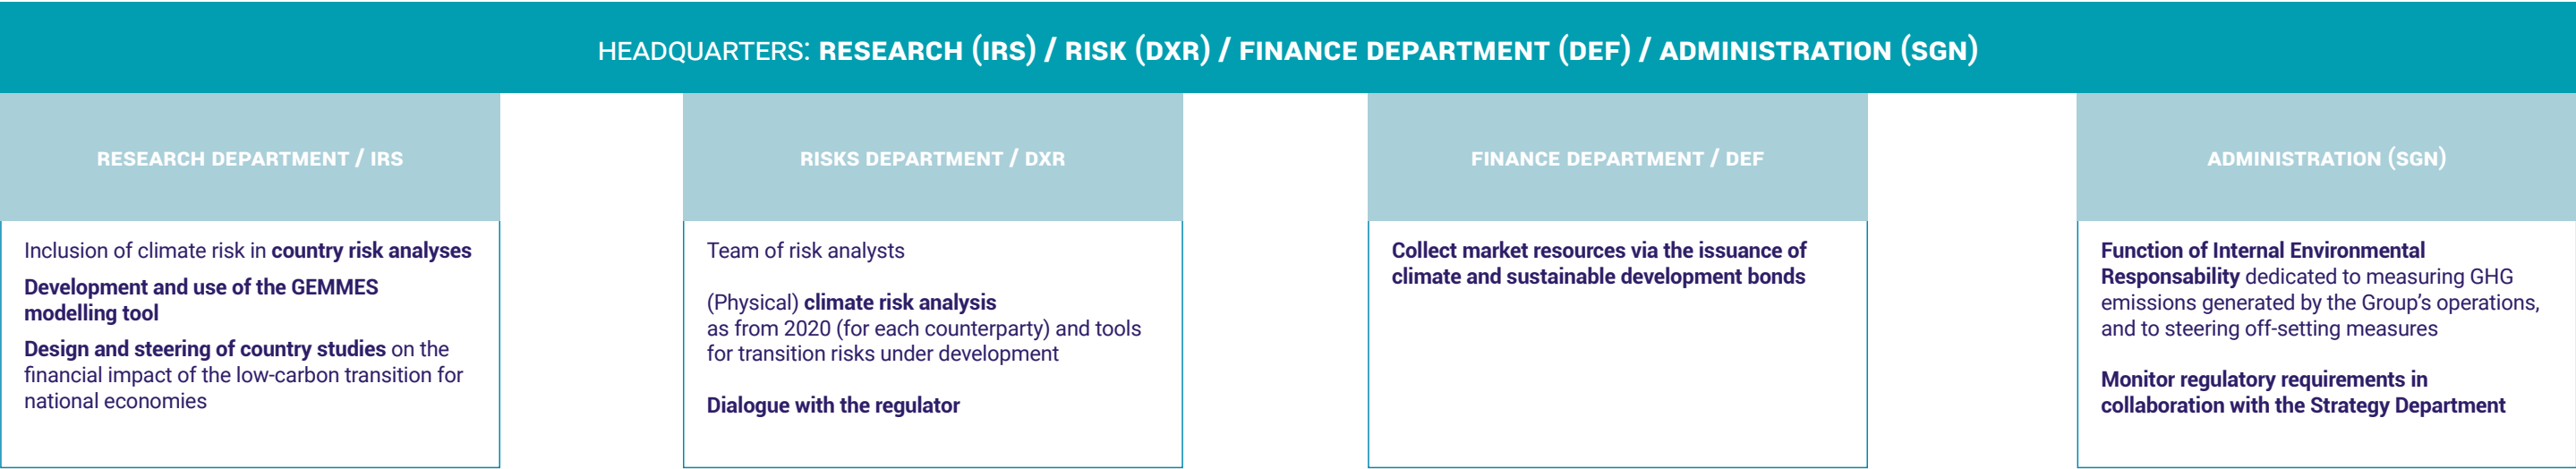 HEADQUARTERS: RESEARCH (IRS) / RISK (DXR) / FINANCE DEPARTMENT (DEF) / ADMINISTRATION (SGN)
RESEARCH DEPARTMENT / IRS
Inclusion of climate risk in country risk analyses
Development and use of the GEMMES
modelling tool
Design and steering of country studies on the
financial impact of the low-carbon transition for
national economies
RISKS DEPARTMENT / DXR
Team of risk analysts
(Physical) climate risk analysis
as from 2020 (for each counterparty) and tools
for transition risks under development
Dialogue with the regulator
FINANCE DEPARTMENT / DEF
Collect market resources via the issuance of
climate and sustainable development bonds
ADMINISTRATION (SGN)
Function of Internal Environmental
Responsability dedicated to measuring GHG
emissions generated by the Group's operations,
and to steering off-setting measures
Monitor regulatory requirements in
collaboration with the Strategy Department